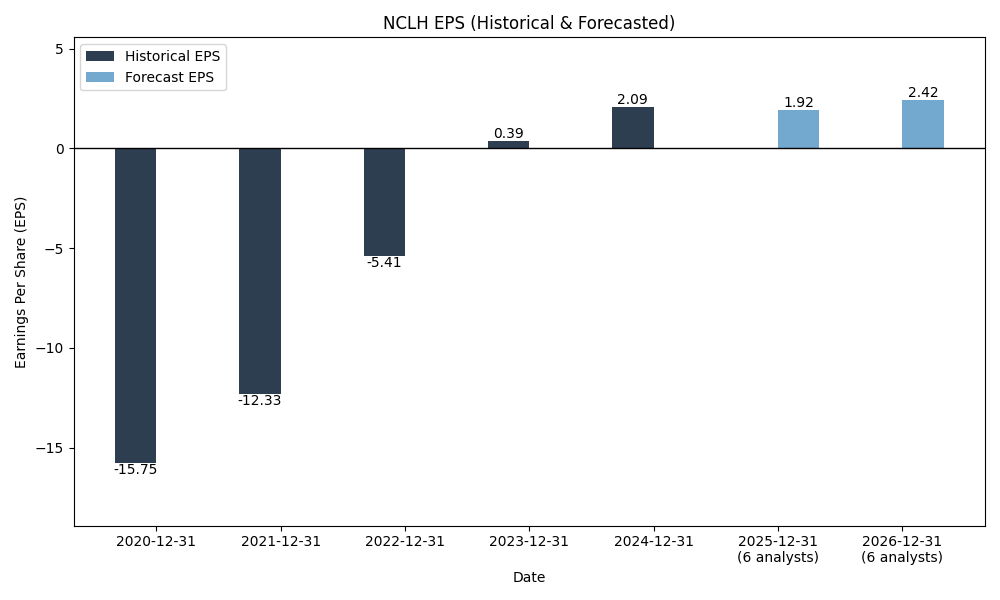 NCLH EPS (Historical & Forecasted)
Historical EPS
Forecast EPS
Earnings Per Share (EPS)
5
0
−5
−10
−15
-15.75
-12.33
-5.41
0.39
2.09
1.92
2.42
2020-12-31
2021-12-31
2022-12-31
2023-12-31
2024-12-31
2025-12-31
(6 analysts)
2026-12-31
(6 analysts)
Date